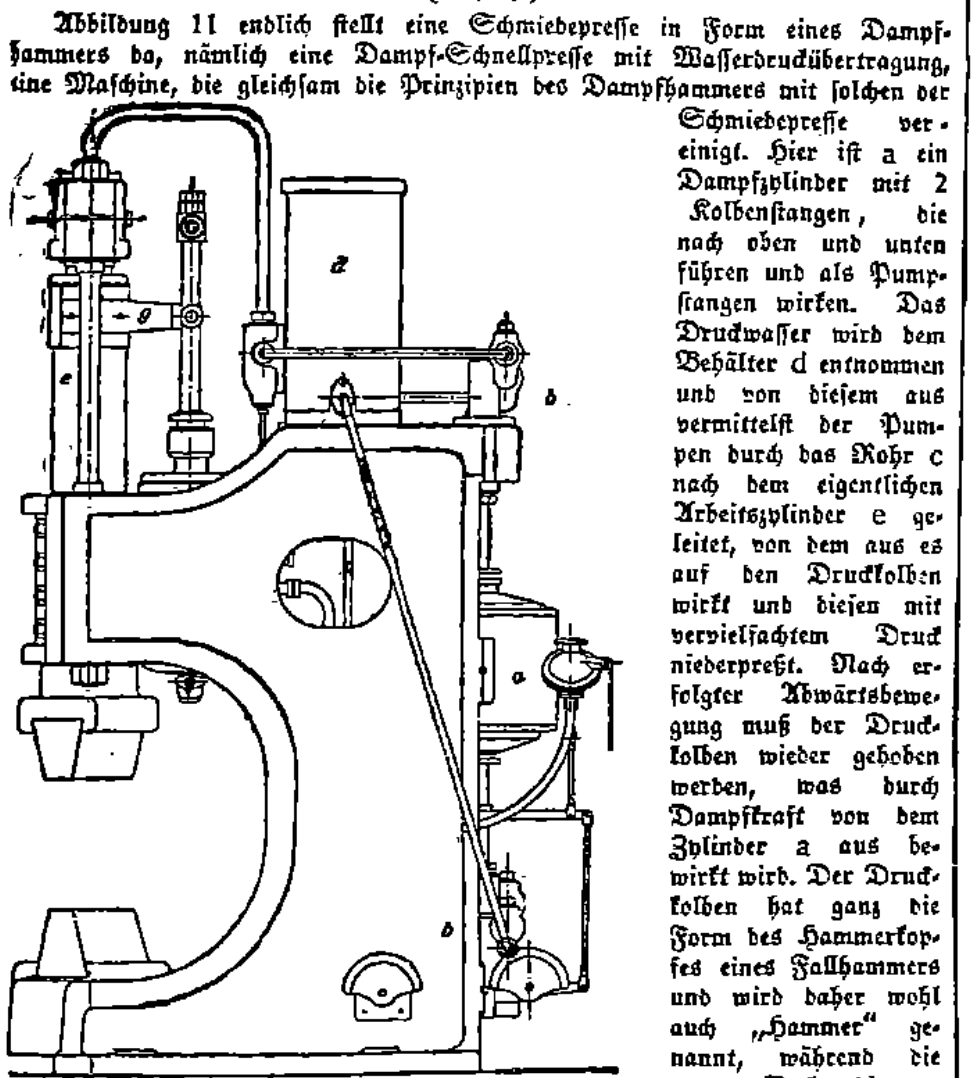 Abbildung 11 endlich stellt eine Schmiedepresse in Form eines Dampf-
hammers da, nämlich eine Dampf-Schnellpresse mit Wasserdruckübertragung,
eine Maschine, die gleichsam die Prinzipien des Dampfhammers mit solchen der
Schmiedepresse ver-
einigt. Hier ist a ein
Dampfzylinder mit 2
Kolbenstangen, die
nach oben und unten
führen und als Pump-
stangen wirken. Das
Druckwasser wird dem
Behälter d entnommen
und von diesem aus
vermittelst der Pum-
pen durch das Rohr c
nach dem eigentlichen
Arbeitszylinder e ge-
leitet, von dem aus es
auf den Druckkolben
wirkt und diesen mit
vervielfachtem Druck
niederpreßt. Nach er-
folgter Abwärtsbewe-
gung muß der Druck-
kolben wieder gehoben
werden, was durch
Dampfkraft von dem
Zylinder a aus be-
wirkt wird. Der Druck-
kolben hat ganz die
Form des Hammerkop-
fes eines Fallhammers
und wird daher wohl
auch „Hammer" ge-
nannt, während die
d
g
e
b
a
b